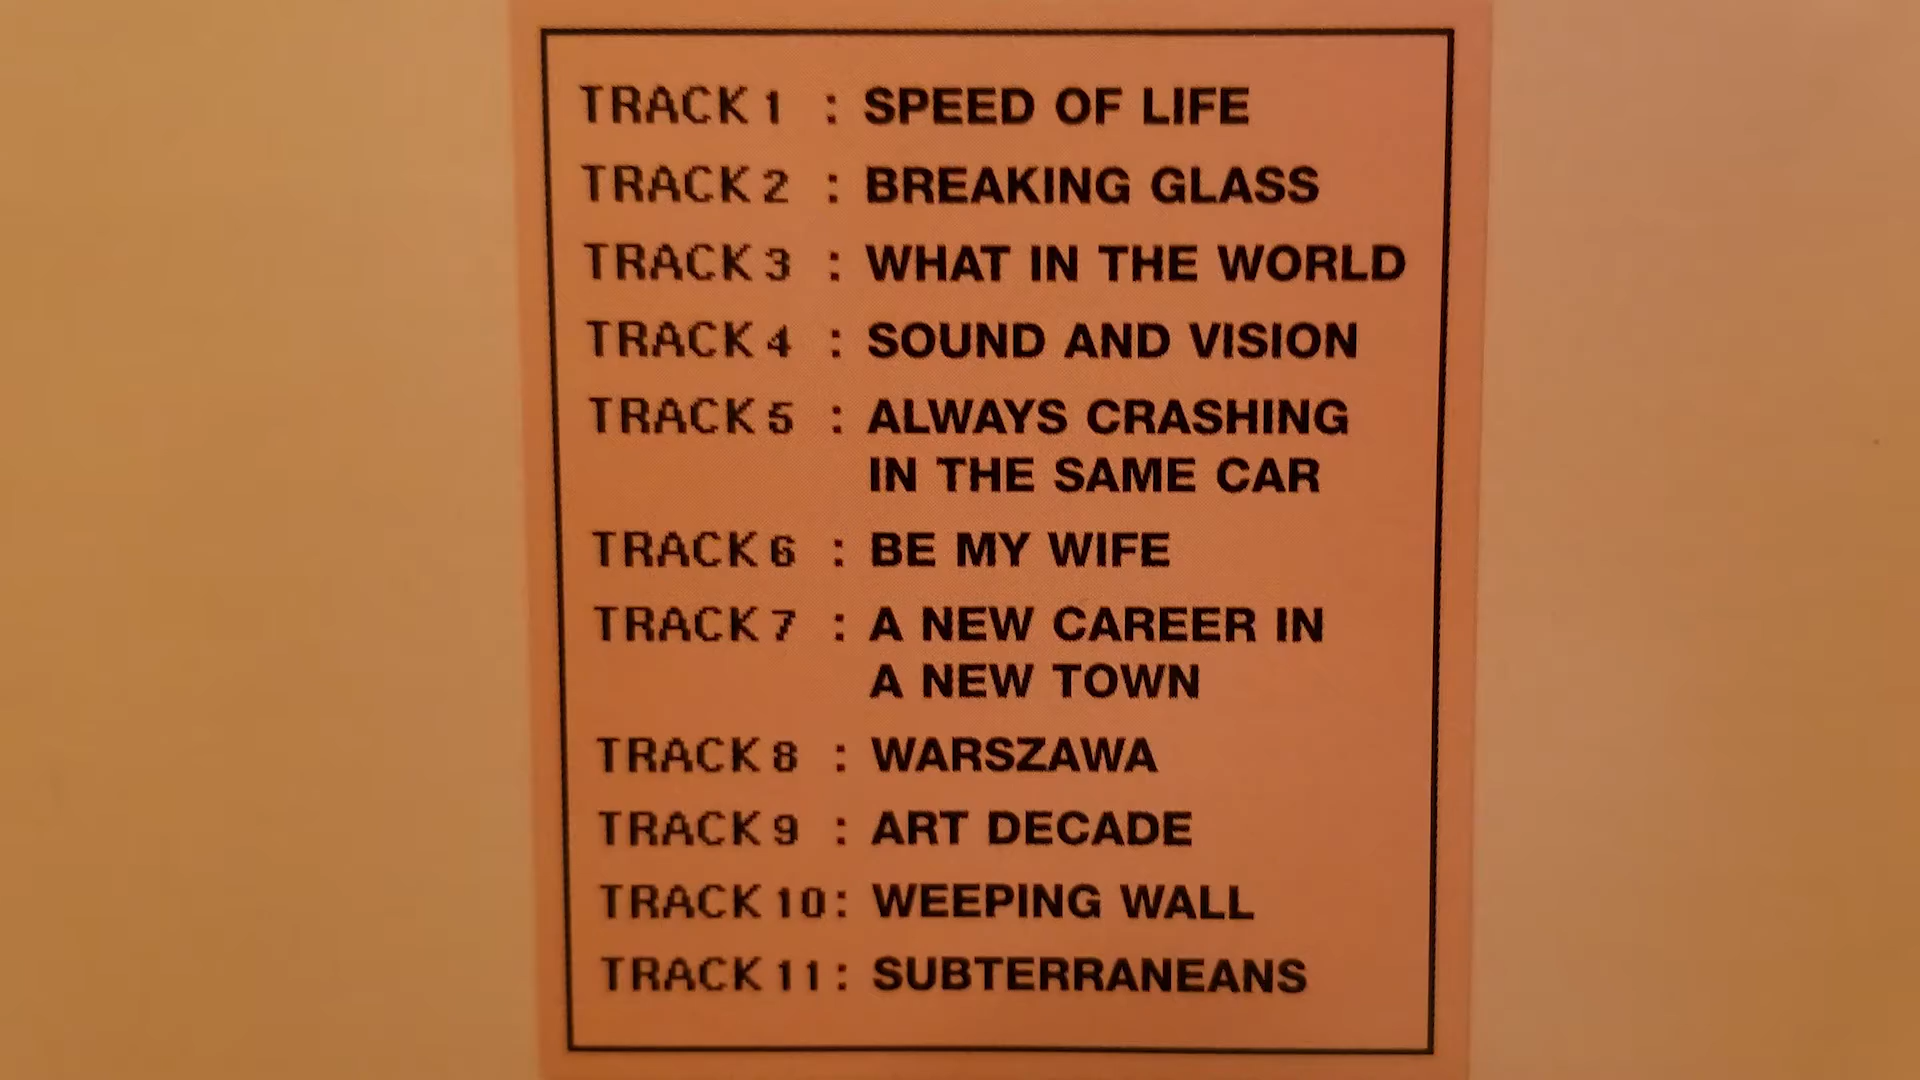 TRACK 1 : SPEED OF LIFE
TRACK 2 : BREAKING GLASS
TRACK 3 : WHAT IN THE WORLD
TRACK 4 : SOUND AND VISION
TRACK 5 : ALWAYS CRASHING
IN THE SAME CAR
TRACK 6 : BE MY WIFE
TRACK 7 : A NEW CAREER IN
A NEW TOWN
TRACK 8 : WARSZAWA
TRACK 9 : ART DECADE
TRACK 10 : WEEPING WALL
TRACK 11 : SUBTERRANEANS